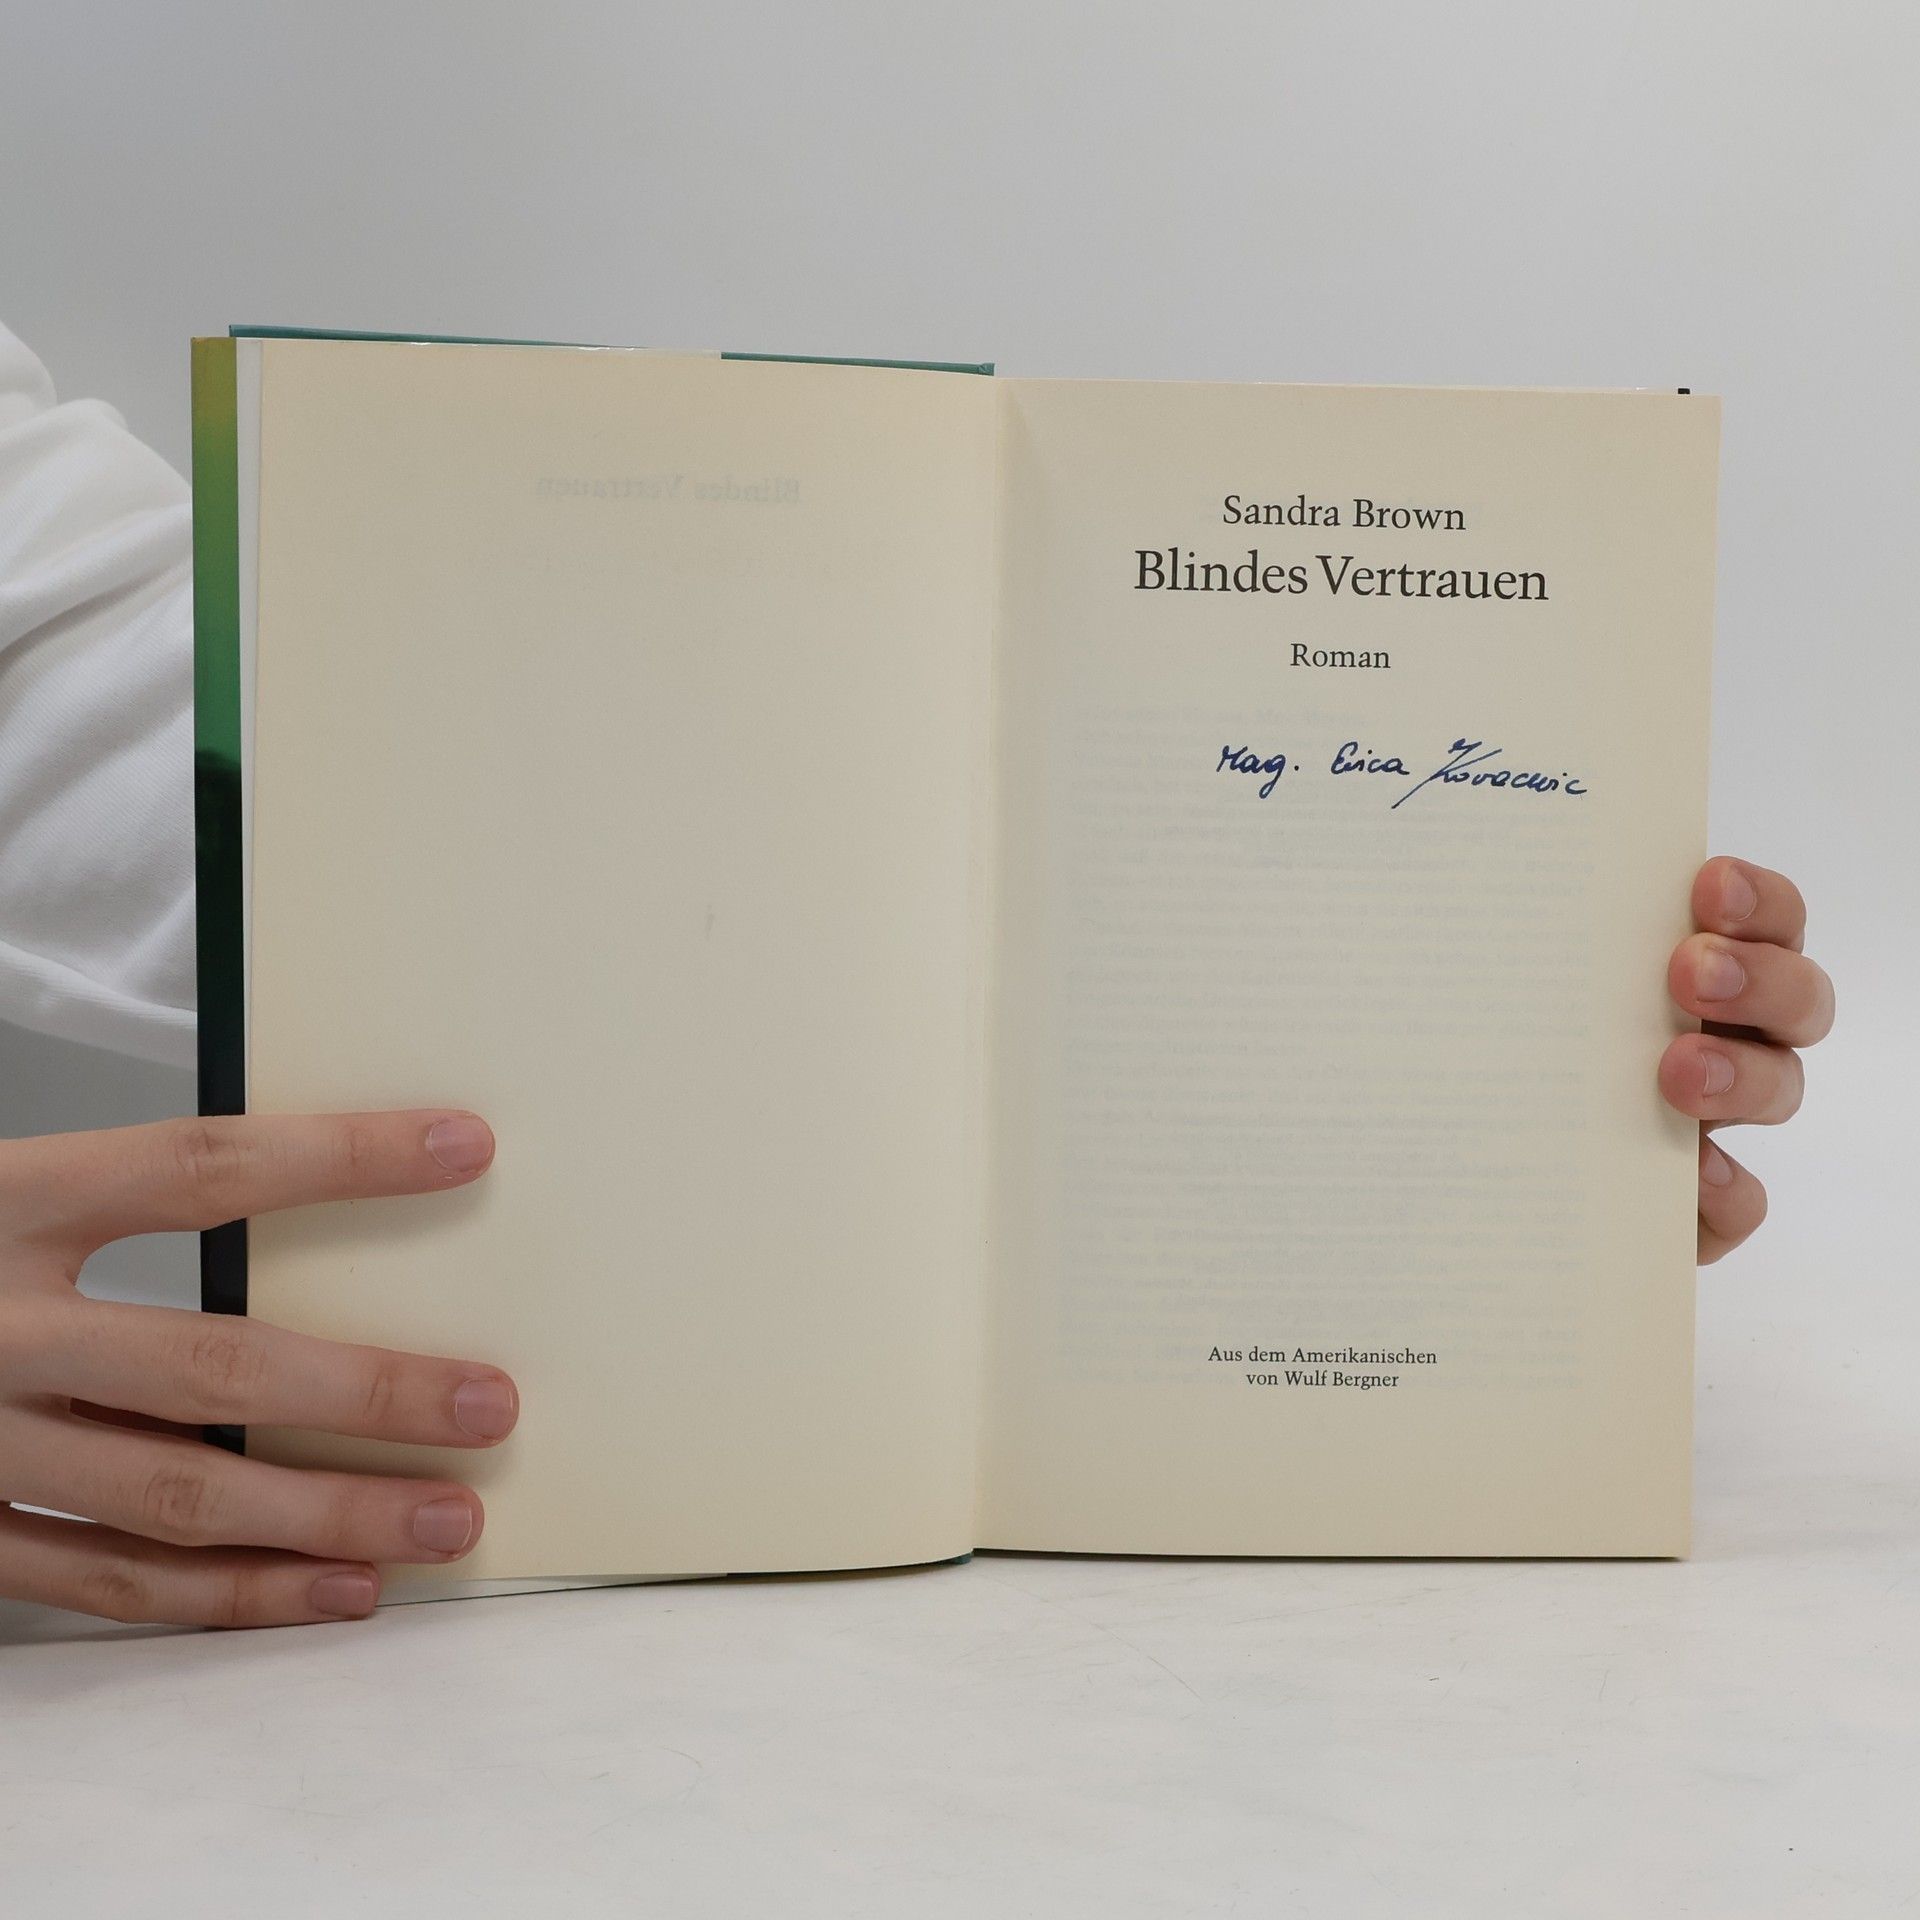 Sandra Brown
Blindes Vertrauen
Roman
Mag. Erica Kovacevic
Aus dem Amerikanischen
von Wulf Bergner